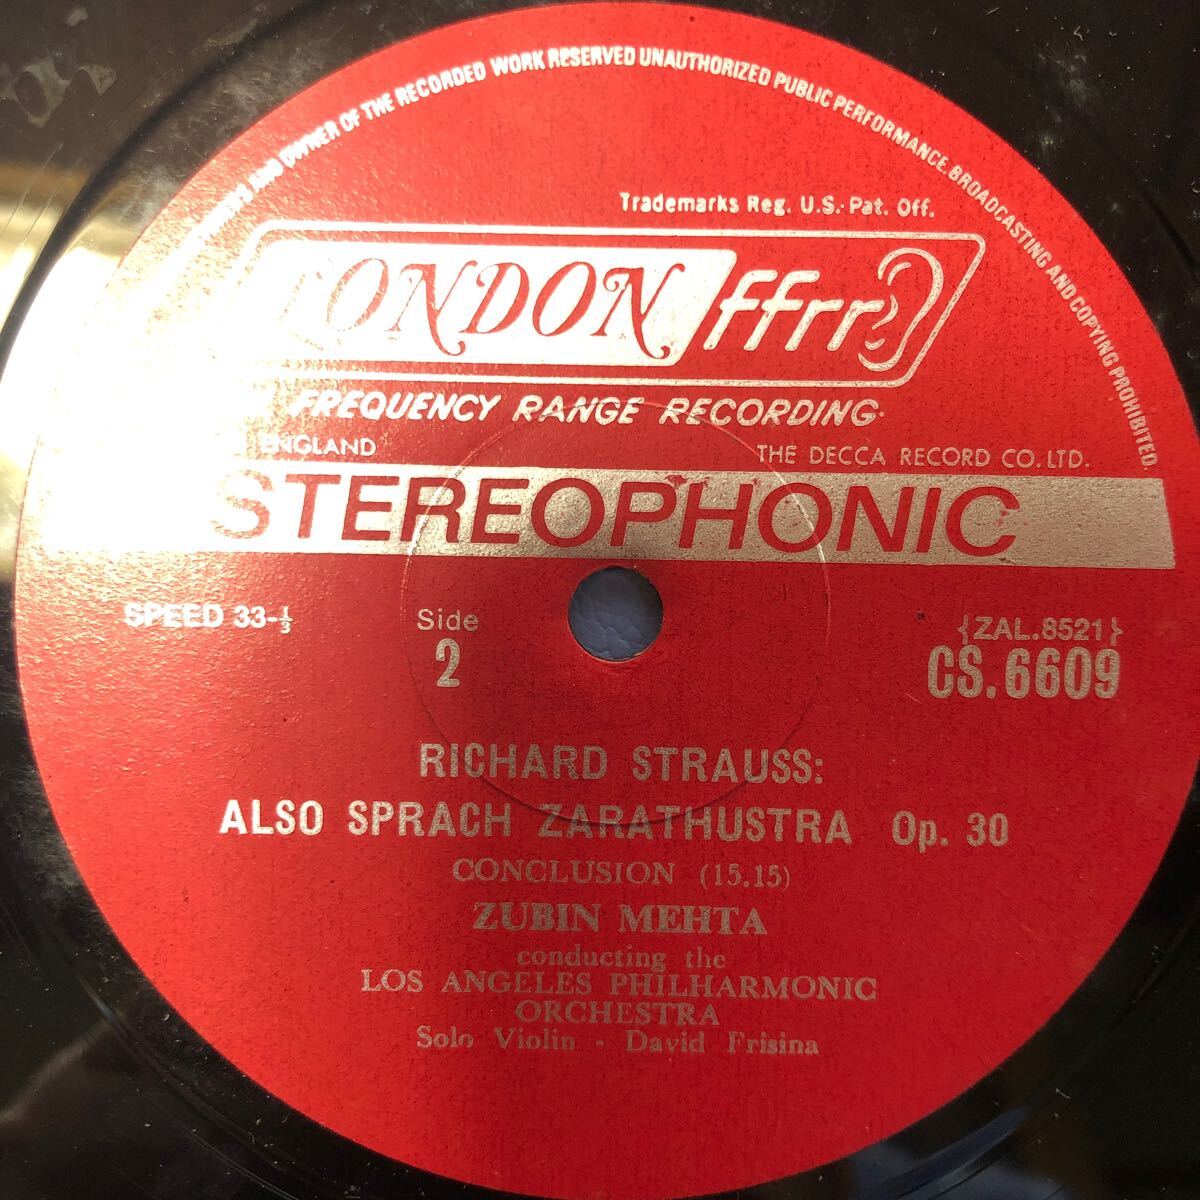 AND OWNER OF THE RECORDED WORK RESERVED UNAUTHORIZED PUBLIC PERFORMANCE. BROADCASTING AND COPYING PROHIBITED.
Trademarks Reg. U.S. Pat. Off.
LONDON ffrr
FREQUENCY RANGE RECORDING
ENGLAND THE DECCA RECORD CO. LTD.
STEREOPHONIC
SPEED 33-⅓
Side
2
{ZAL.8521}
CS.6609
RICHARD STRAUSS:
ALSO SPRACH ZARATHUSTRA Op. 30
CONCLUSION (15.15)
ZUBIN MEHTA
conducting the
LOS ANGELES PHILHARMONIC
ORCHESTRA
Solo Violin - David Frisina